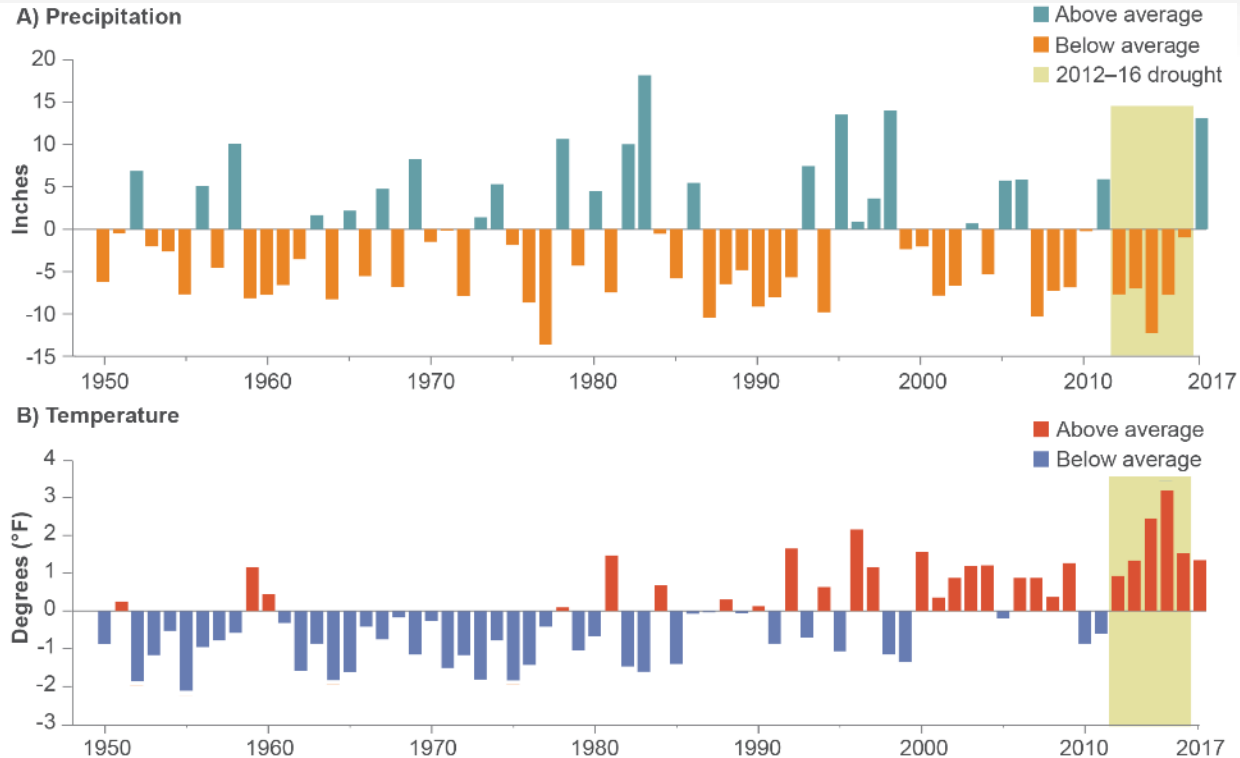 A) Precipitation
Above average
Below average
2012–16 drought
Inches
20
15
10
5
0
-5
-10
-15
1950 1960 1970 1980 1990 2000 2010 2017
B) Temperature
Above average
Below average
Degrees (°F)
4
3
2
1
0
-1
-2
-3
1950 1960 1970 1980 1990 2000 2010 2017